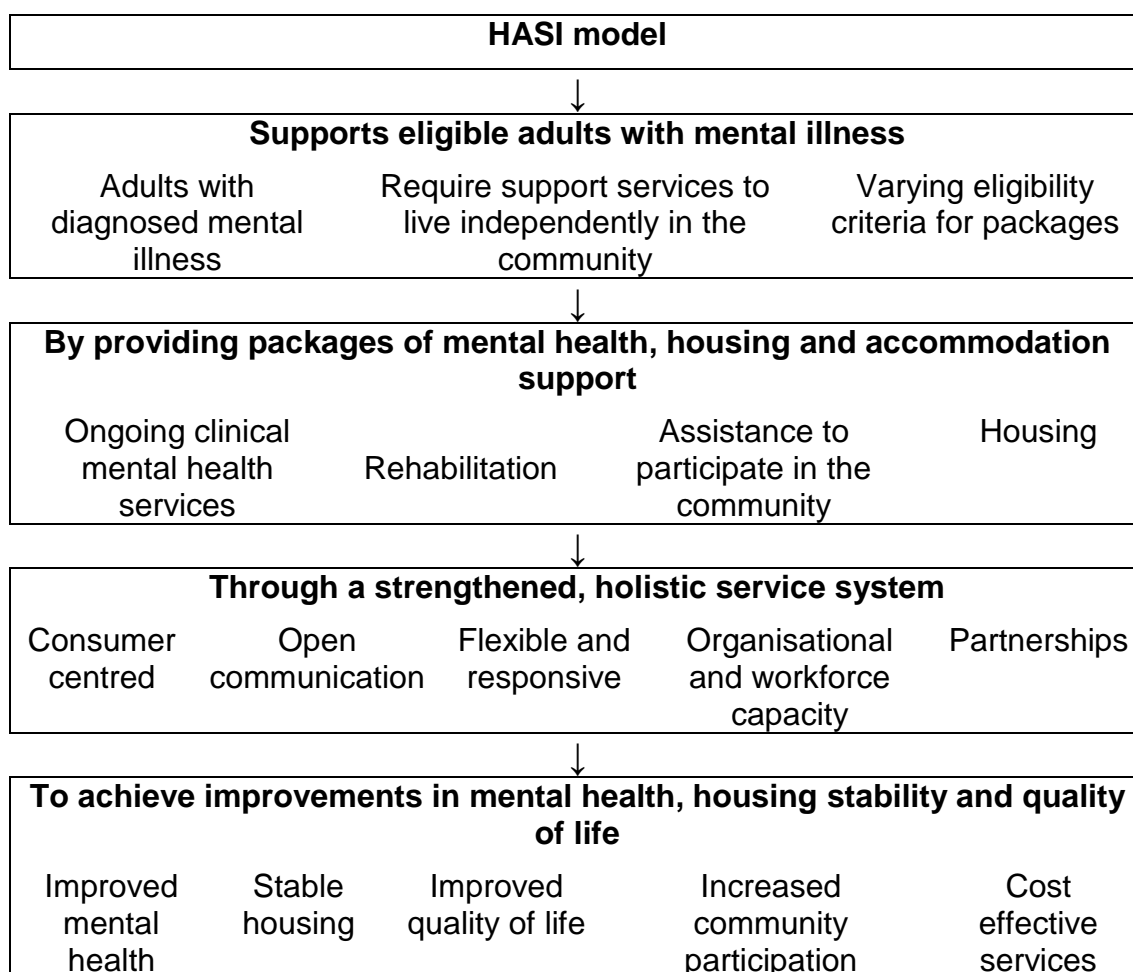 HASI model
↓
Supports eligible adults with mental illness
Adults with
diagnosed mental
illness
Require support services to
live independently in the
community
Varying eligibility
criteria for packages
↓
By providing packages of mental health, housing and accommodation
support
Ongoing clinical
mental health
services
Rehabilitation
Assistance to
participate in the
community
Housing
↓
Through a strengthened, holistic service system
Consumer
centred
Open
communication
Flexible and
responsive
Organisational
and workforce
capacity
Partnerships
↓
To achieve improvements in mental health, housing stability and quality
of life
Improved
mental
health
Stable
housing
Improved
quality of life
Increased
community
participation
Cost
effective
services